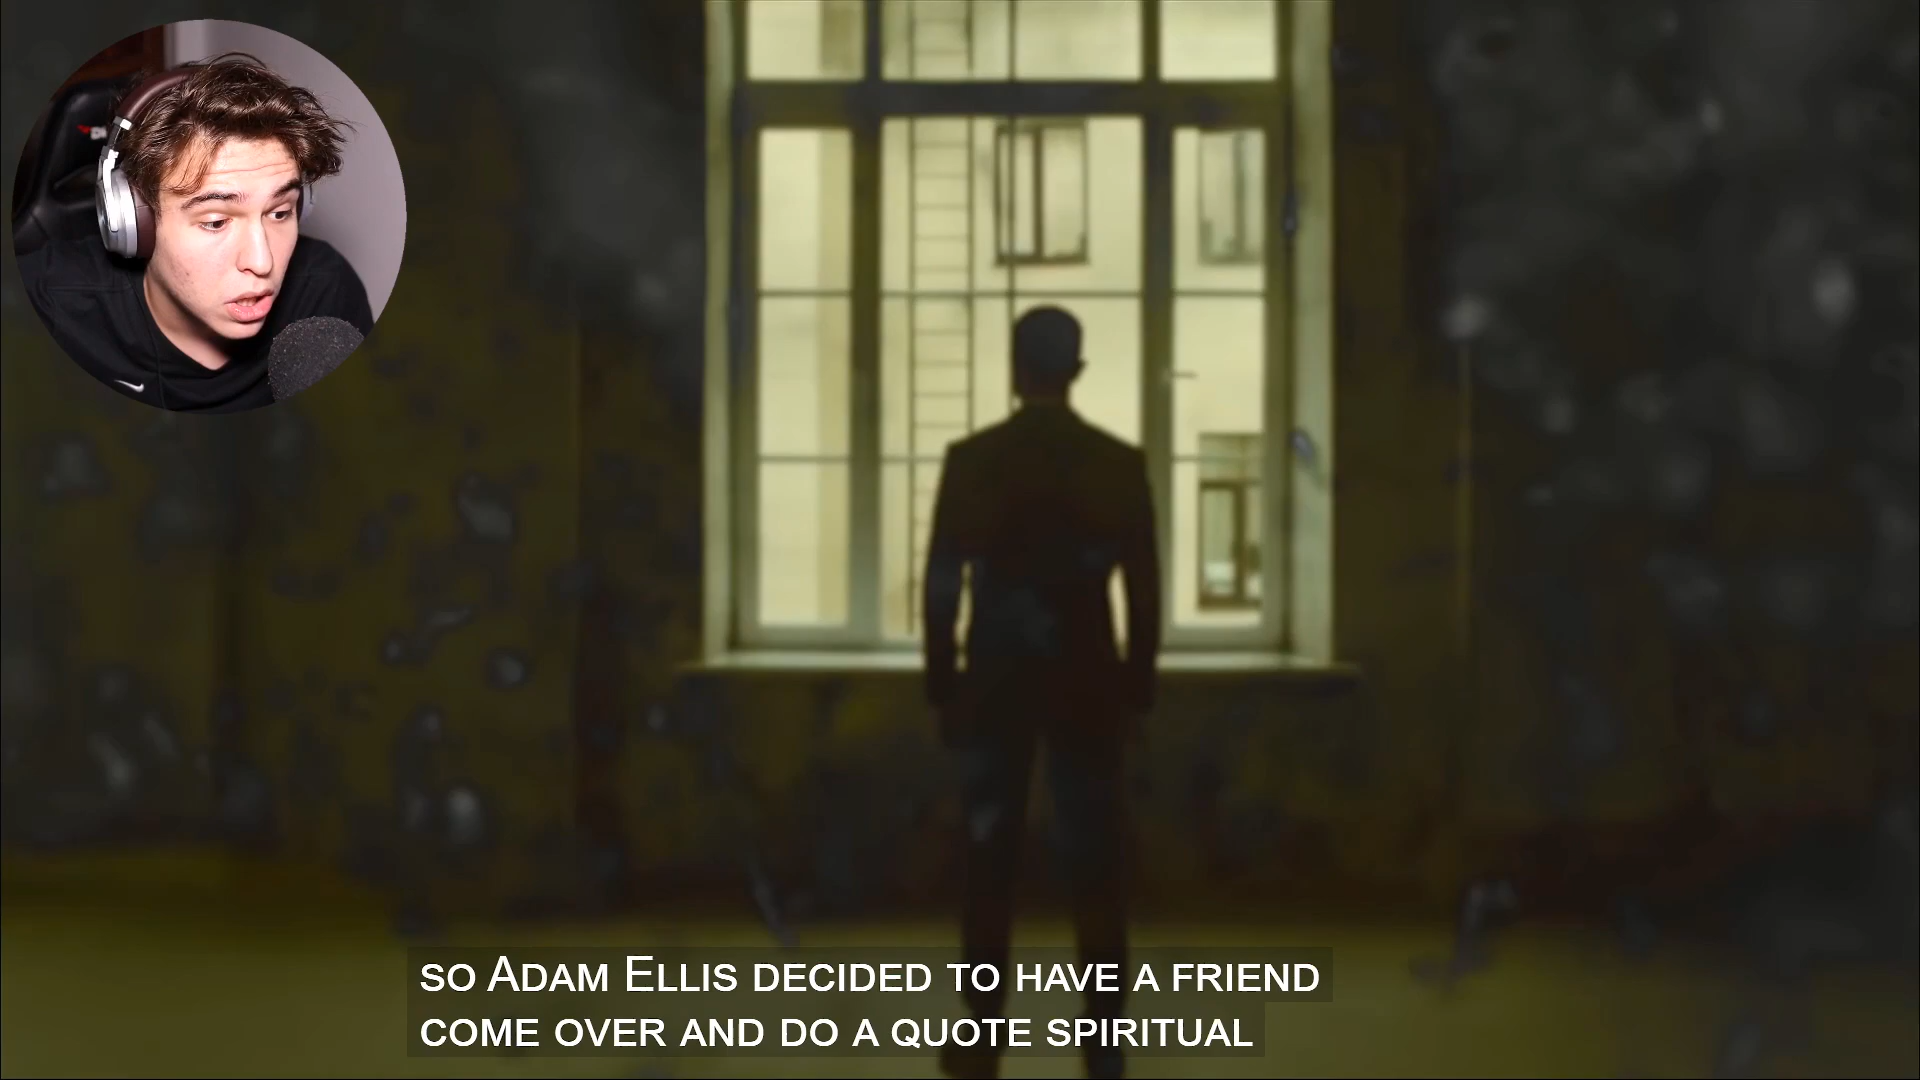 so Adam Ellis decided to have a friend
come over and do a quote spiritual